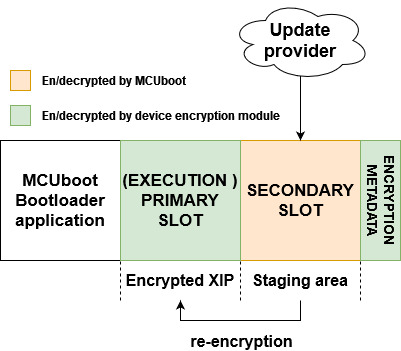 Update
provider
En/decrypted by MCUboot
En/decrypted by device encryption module
MCUboot
Bootloader
application
(EXECUTION )
PRIMARY
SLOT
SECONDARY
SLOT
ENCRYPTION
METADATA
Encrypted XIP
Staging area
re-encryption